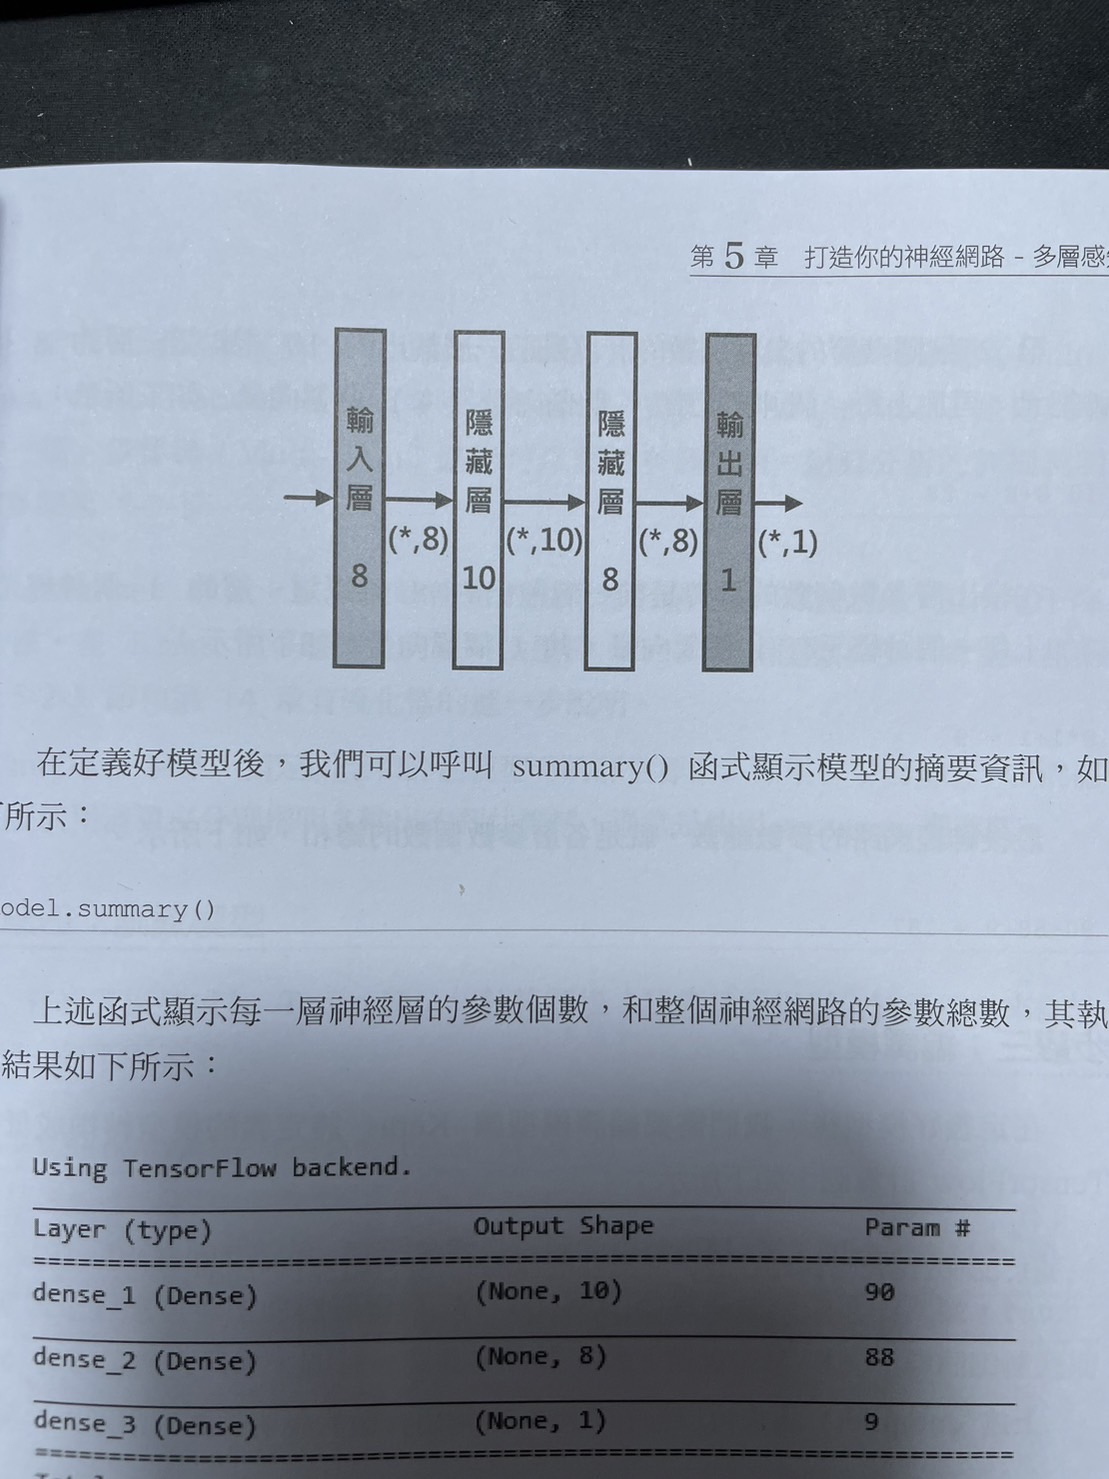 第 5 章 打造你的神經網路 - 多層感
輸入層
8
(*,8)
隱藏層
10
(*,10)
隱藏層
8
(*,8)
輸出層
1
(*,1)
在定義好模型後，我們可以呼叫 summary() 函式顯示模型的摘要資訊，如
下所示：
odel.summary()
上述函式顯示每一層神經層的參數個數，和整個神經網路的參數總數，其執
結果如下所示：
Using TensorFlow backend.
Layer (type) Output Shape Param #
=================================================================
dense_1 (Dense) (None, 10) 90
dense_2 (Dense) (None, 8) 88
dense_3 (Dense) (None, 1) 9
=================================================================